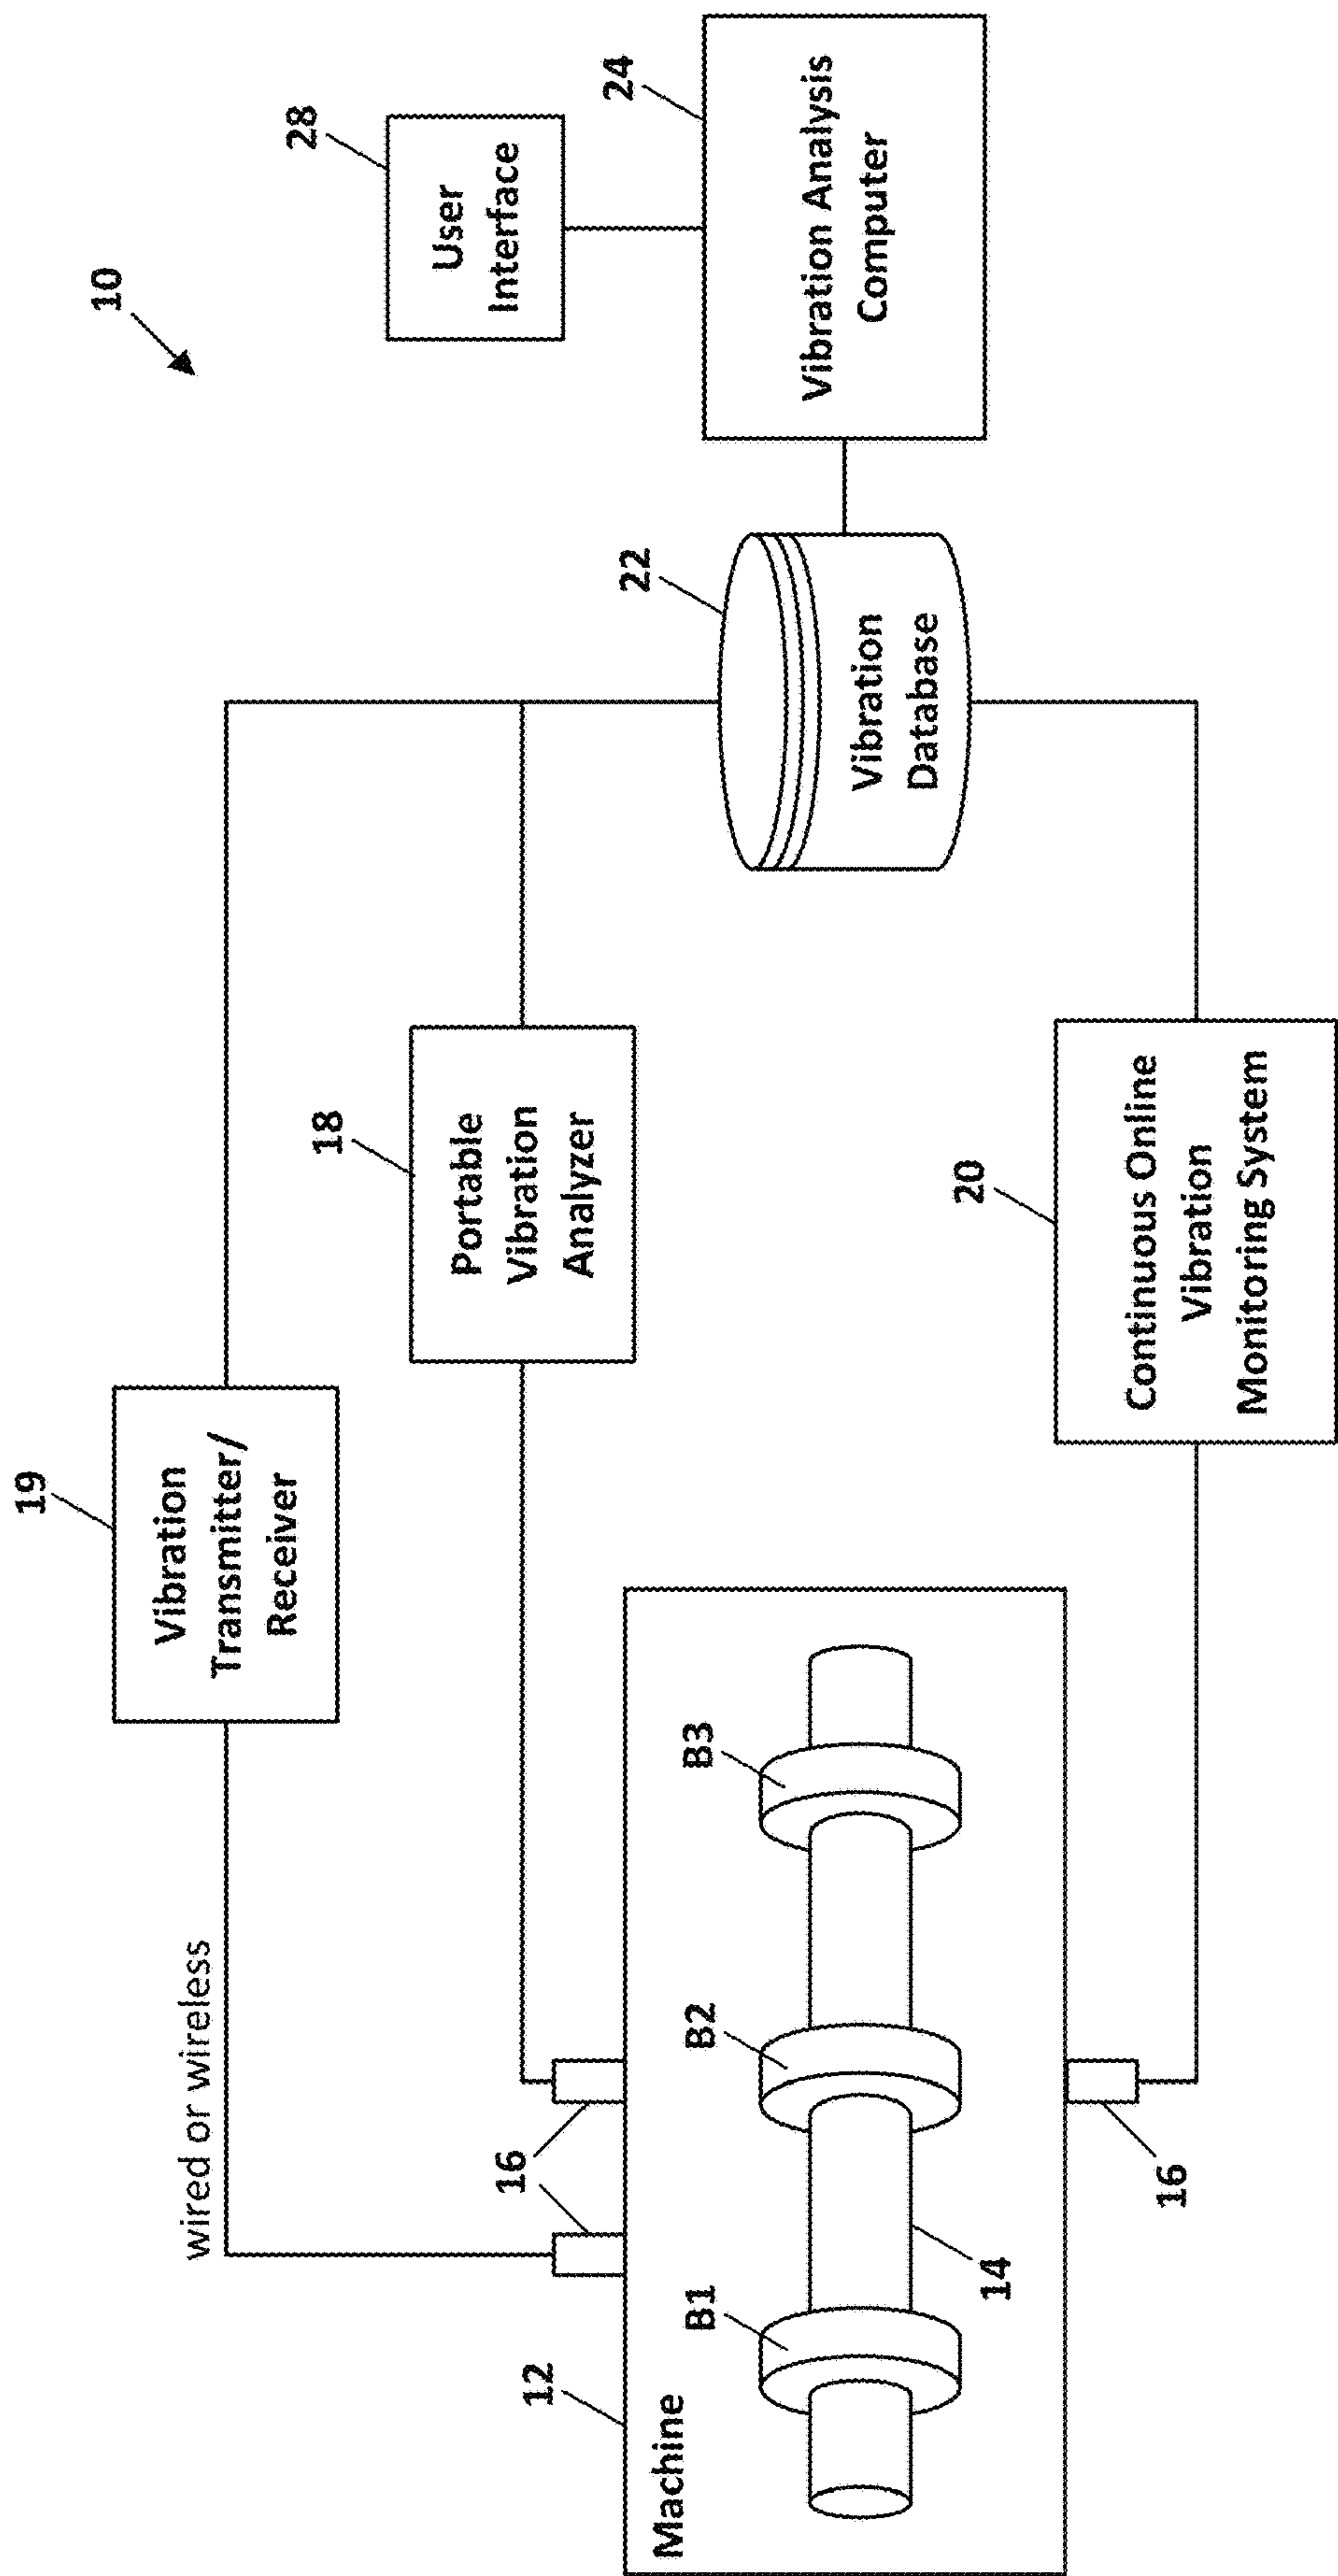 10
19
Vibration
Transmitter/
Receiver
wired or wireless
28
User
Interface
18
Portable
Vibration
Analyzer
16
12
Machine
B1
B2
B3
14
16
22
Vibration
Database
24
Vibration Analysis
Computer
20
Continuous Online
Vibration
Monitoring System